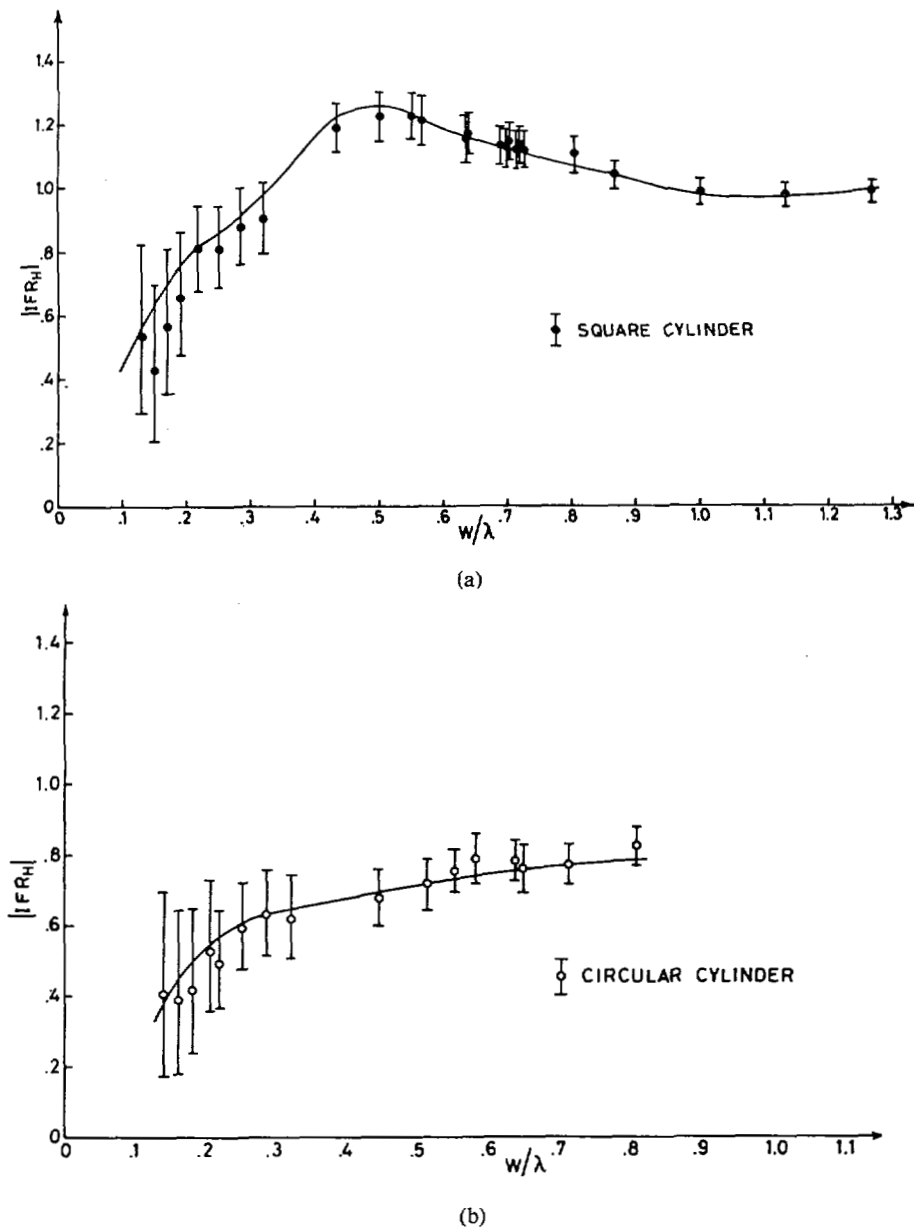 1.4
1.2
1.0
.8
.6
.4
.2
0
|IFR_H|
SQUARE CYLINDER
0 .1 .2 .3 .4 .5 .6 .7 .8 .9 1.0 1.1 1.2 1.3
W/λ
(a)
1.4
1.2
1.0
.8
.6
.4
.2
0
|IFR_H|
CIRCULAR CYLINDER
0 .1 .2 .3 .4 .5 .6 .7 .8 .9 1.0 1.1
W/λ
(b)